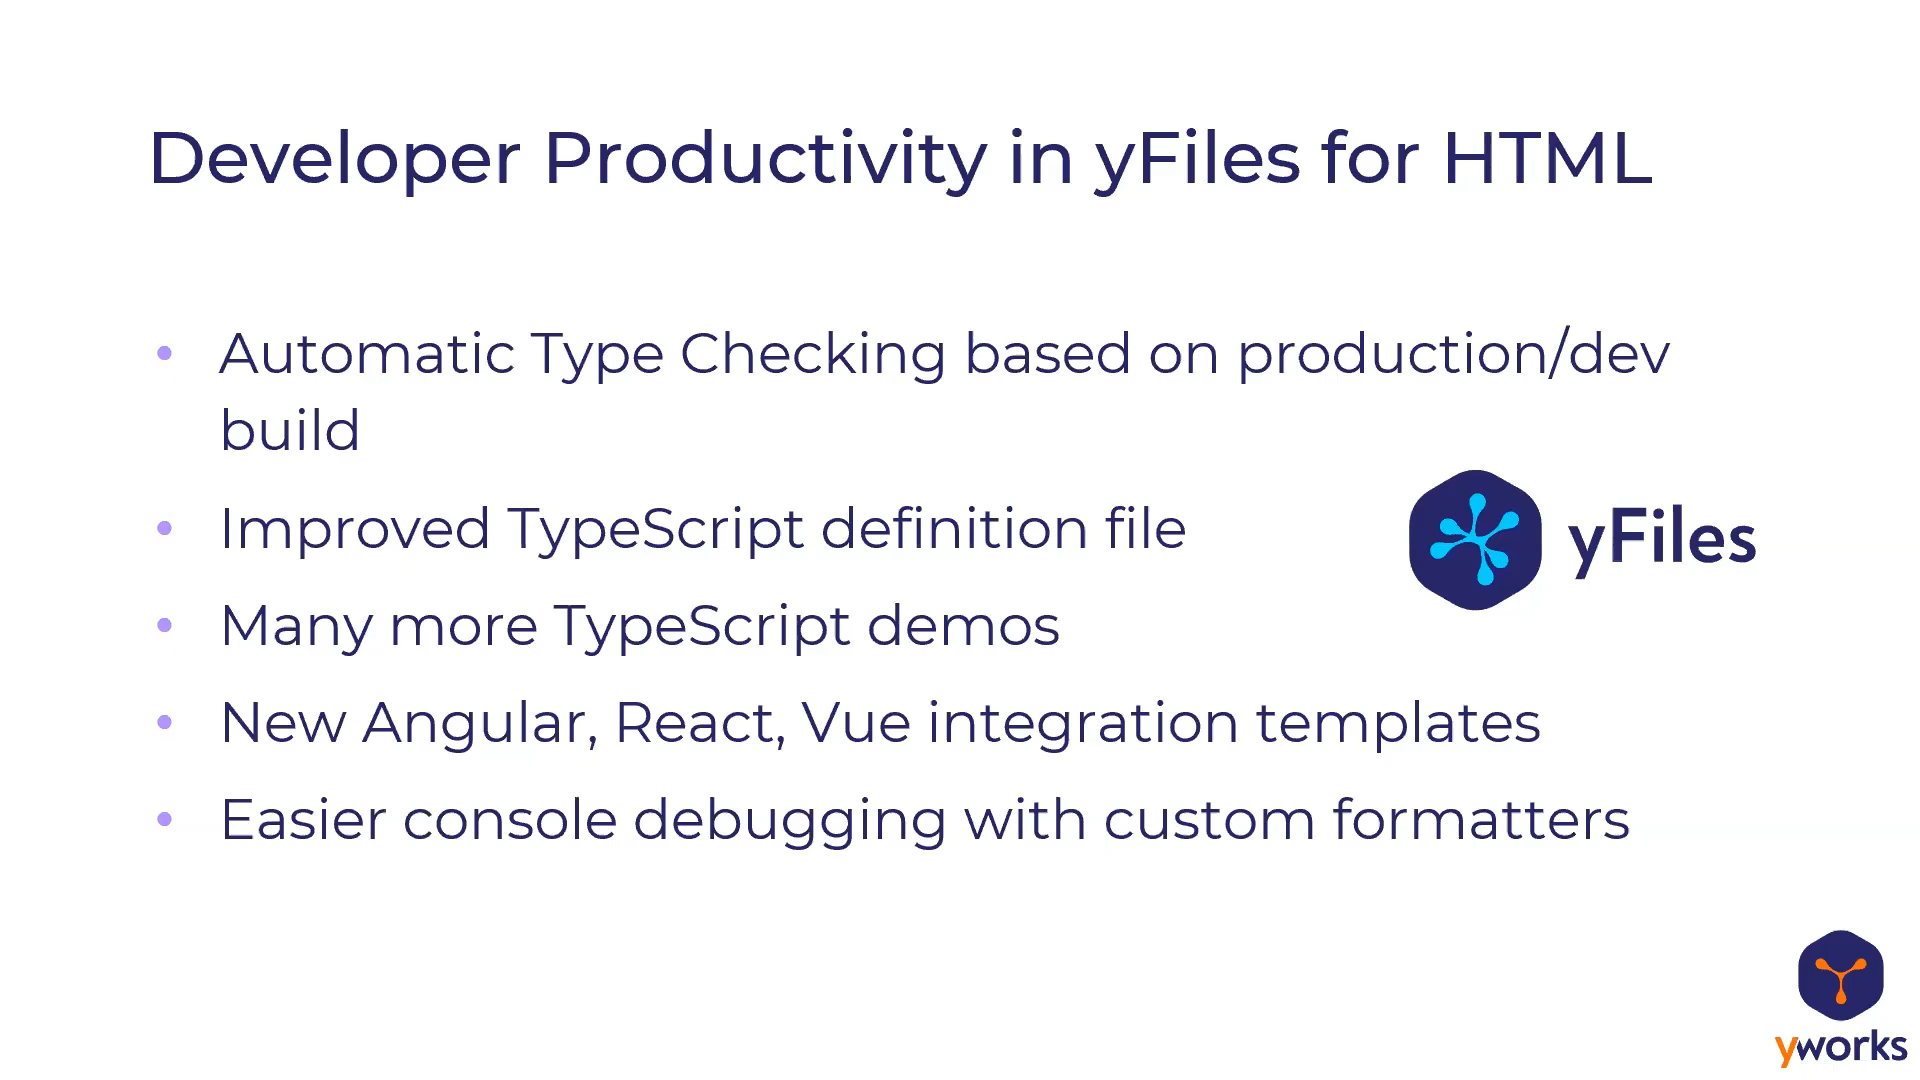 Developer Productivity in yFiles for HTML
• Automatic Type Checking based on production/dev
build
• Improved TypeScript definition file
• Many more TypeScript demos
• New Angular, React, Vue integration templates
• Easier console debugging with custom formatters
yFiles
yworks